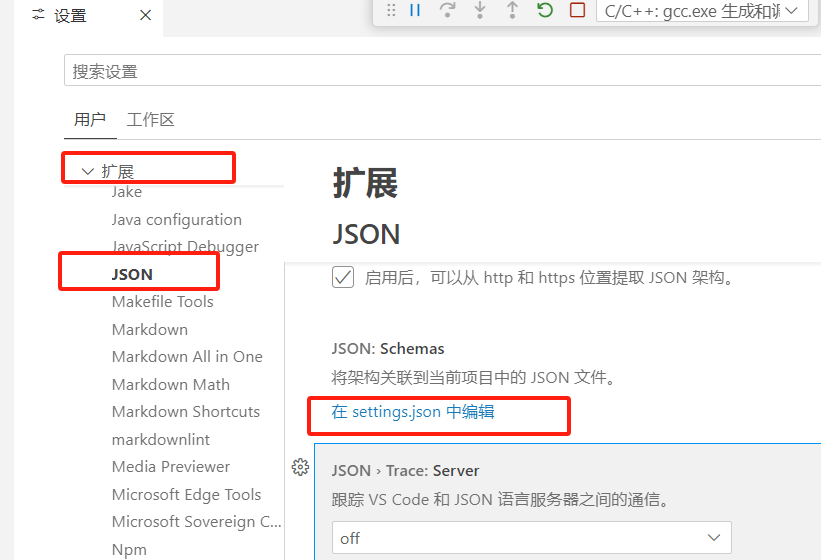 设置
C/C++: gcc.exe 生成和调
搜索设置
用户 工作区
扩展
Jake
Java configuration
JavaScript Debugger
JSON
Makefile Tools
Markdown
Markdown All in One
Markdown Math
Markdown Shortcuts
markdownlint
Media Previewer
Microsoft Edge Tools
Microsoft Sovereign C...
Npm
扩展
JSON
启用后，可以从 http 和 https 位置提取 JSON 架构。
JSON: Schemas
将架构关联到当前项目中的 JSON 文件。
在 settings.json 中编辑
JSON › Trace: Server
跟踪 VS Code 和 JSON 语言服务器之间的通信。
off